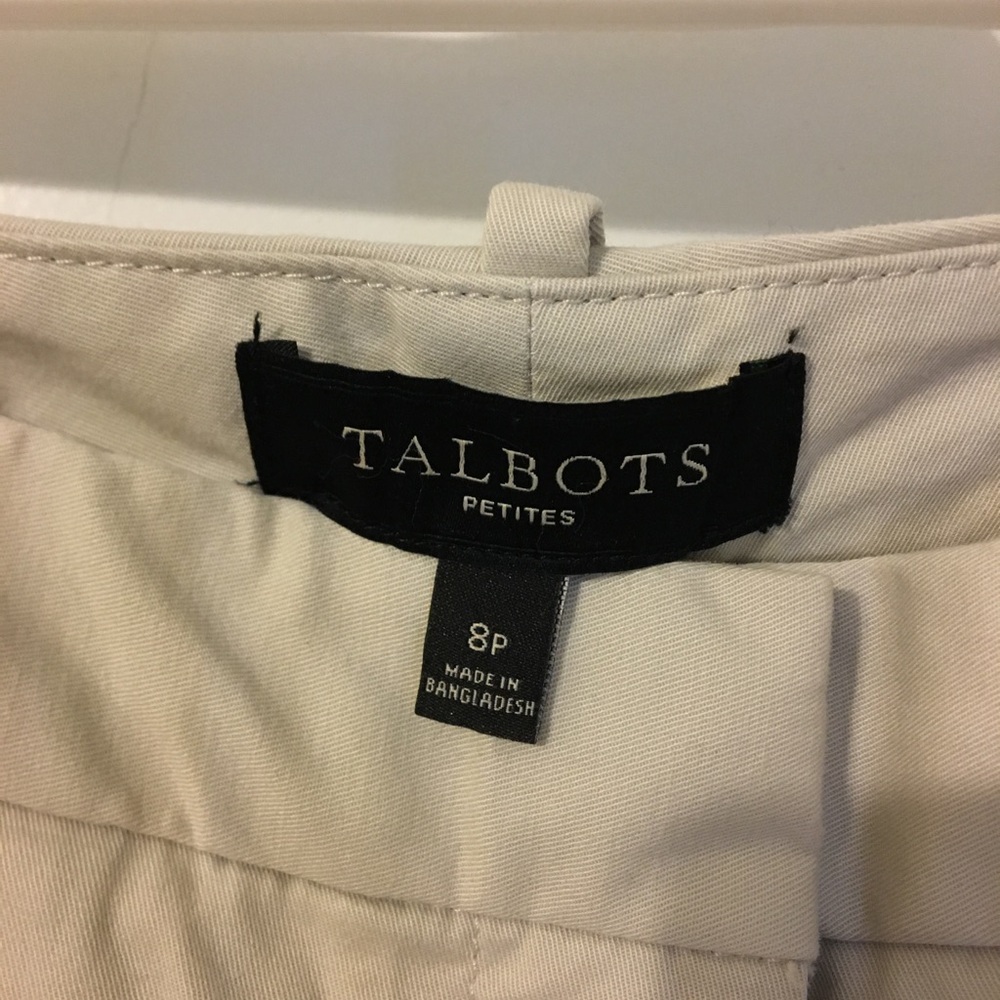 TALBOTS
PETITES
8P
MADE IN
BANGLADESH